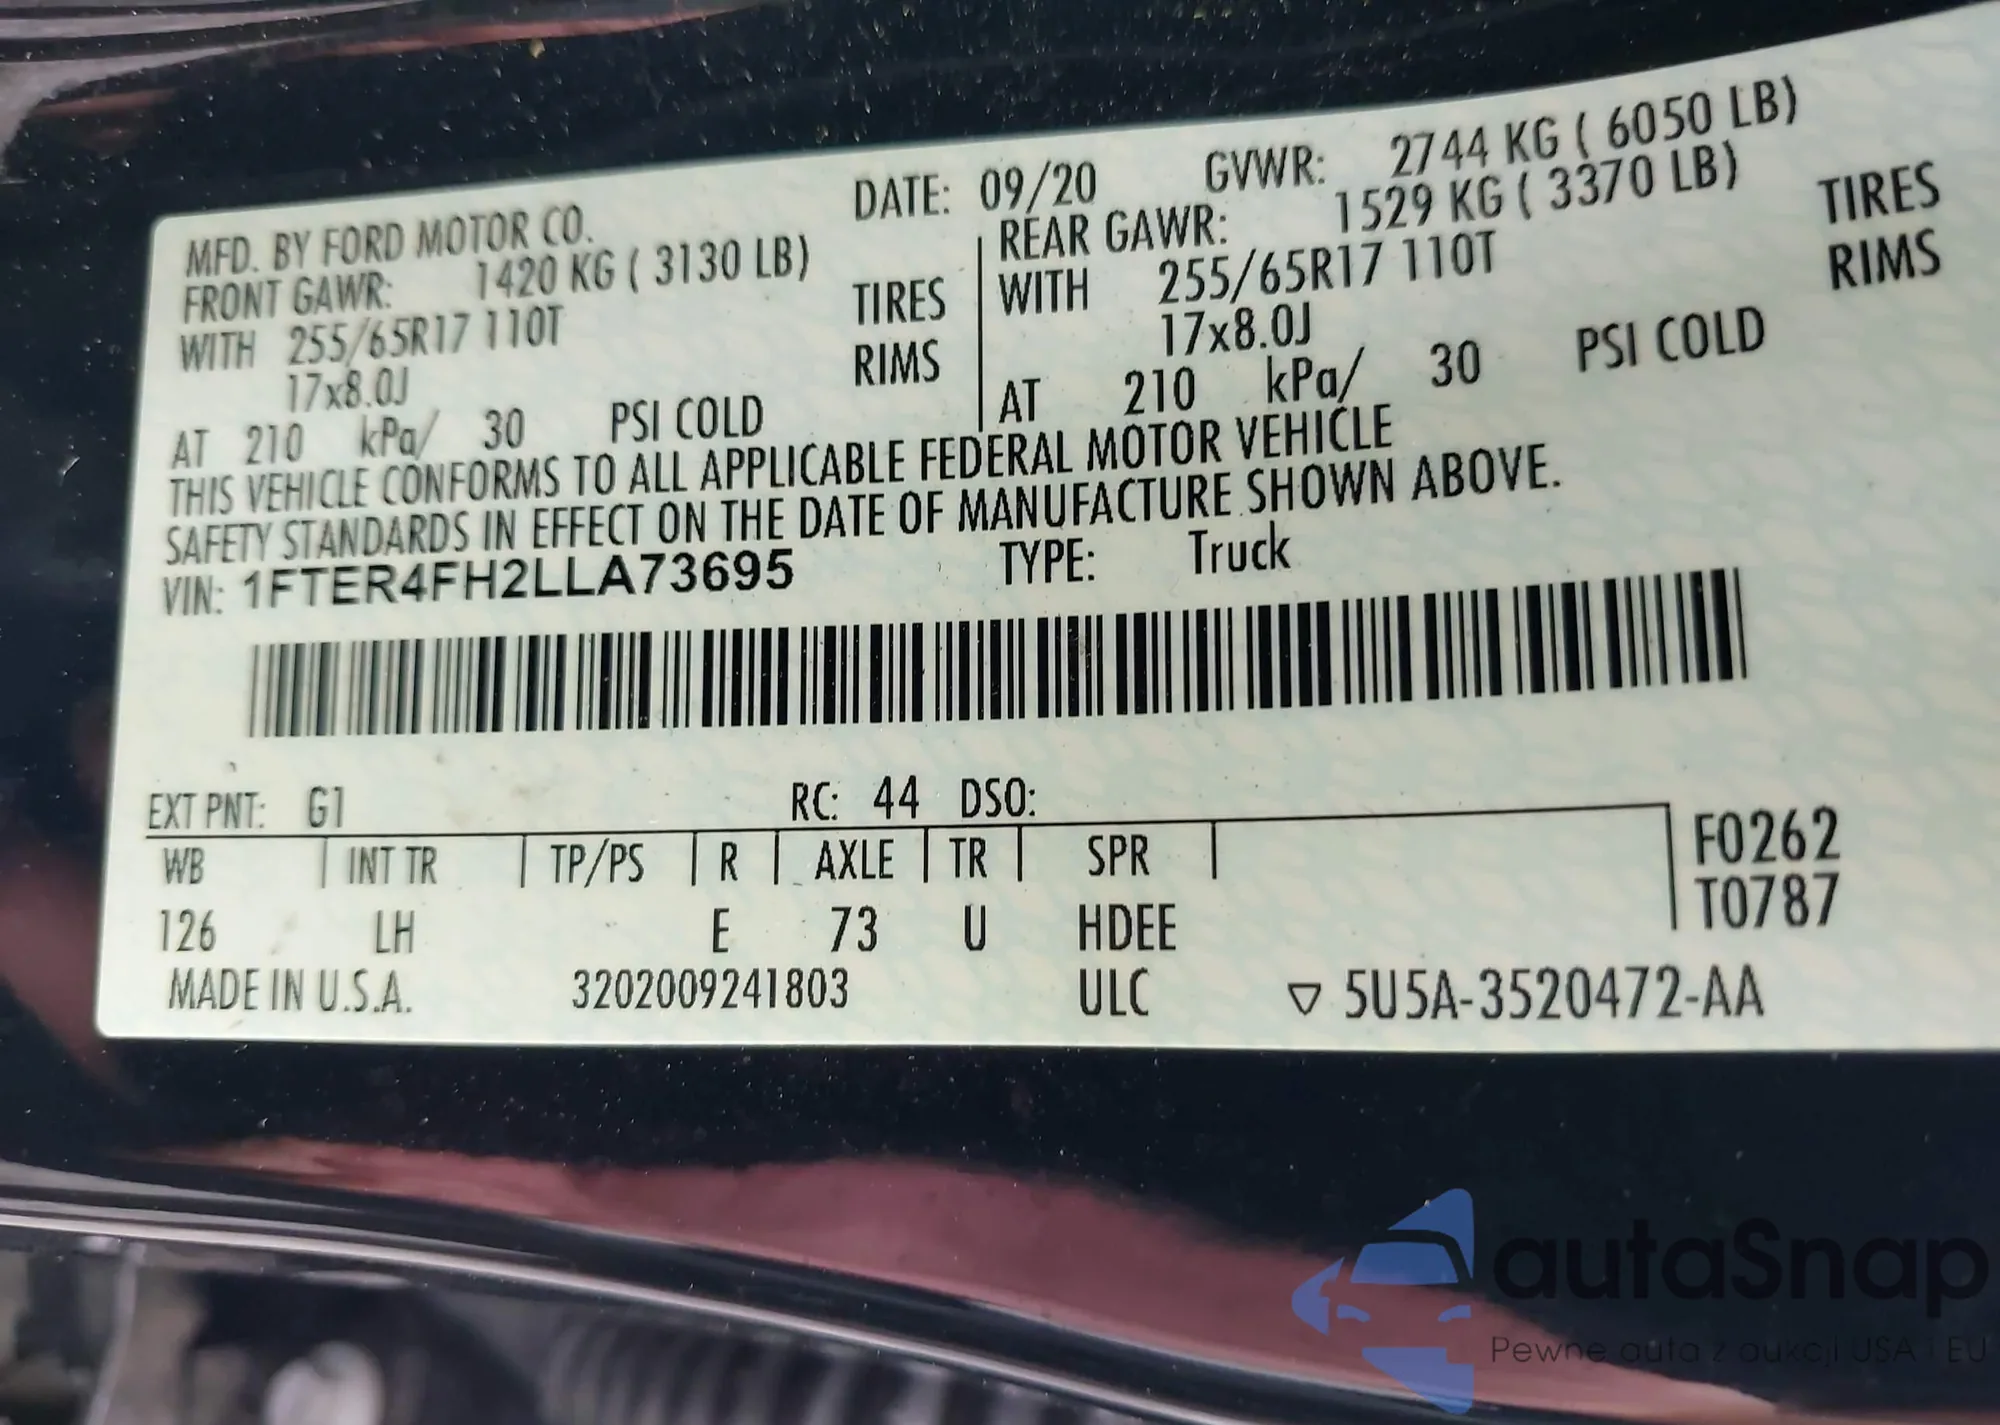 MFD. BY FORD MOTOR CO. DATE: 09/20 GVWR: 2744 KG ( 6050 LB)
FRONT GAWR: 1420 KG ( 3130 LB) REAR GAWR: 1529 KG ( 3370 LB)
WITH 255/65R17 110T TIRES WITH 255/65R17 110T TIRES
17x8.0J RIMS 17x8.0J RIMS
AT 210 kPa/ 30 PSI COLD AT 210 kPa/ 30 PSI COLD
THIS VEHICLE CONFORMS TO ALL APPLICABLE FEDERAL MOTOR VEHICLE
SAFETY STANDARDS IN EFFECT ON THE DATE OF MANUFACTURE SHOWN ABOVE.
VIN: 1FTER4FH2LLA73695 TYPE: Truck
EXT PNT: G1 RC: 44 DSO:
WB INT TR TP/PS R AXLE TR SPR F0262
126 LH E 73 U HDEE T0787
MADE IN U.S.A. 3202009241803 ULC ▽ 5U5A-3520472-AA
autaSnap
Pewne auta z aukcji USA i EU